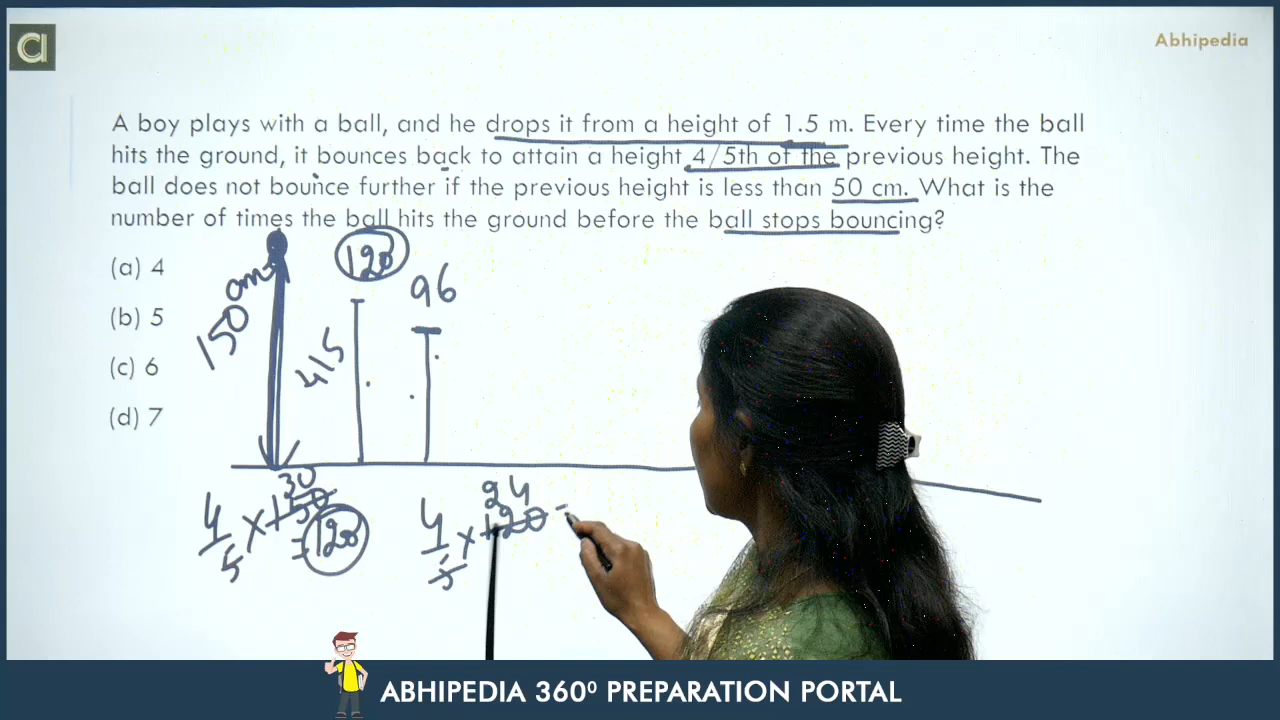 Abhipedia
A boy plays with a ball, and he drops it from a height of 1.5 m. Every time the ball
hits the ground, it bounces back to attain a height 4/5th of the previous height. The
ball does not bounce further if the previous height is less than 50 cm. What is the
number of times the ball hits the ground before the ball stops bouncing?
(a) 4
(b) 5
(c) 6
(d) 7
150 cm
4/5
120
96
4/5 × 150 30
= 120
4/5 × 120 24 =
ABHIPEDIA 360⁰ PREPARATION PORTAL